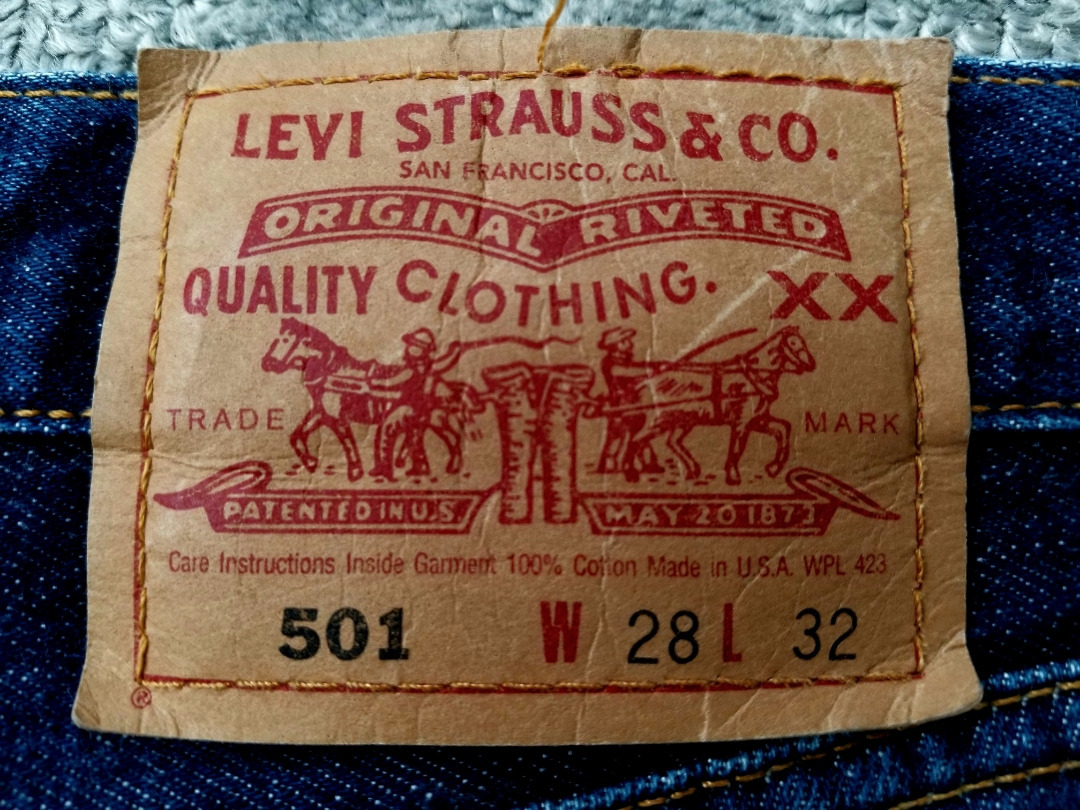 LEVI STRAUSS & CO.
SAN FRANCISCO, CAL.
ORIGINAL RIVETED
QUALITY CLOTHING. XX
TRADE MARK
PATENTED IN U.S MAY 20 1873
Care Instructions Inside Garment 100% Cotton Made in U.S.A. WPL 423
501 W 28 L 32
®